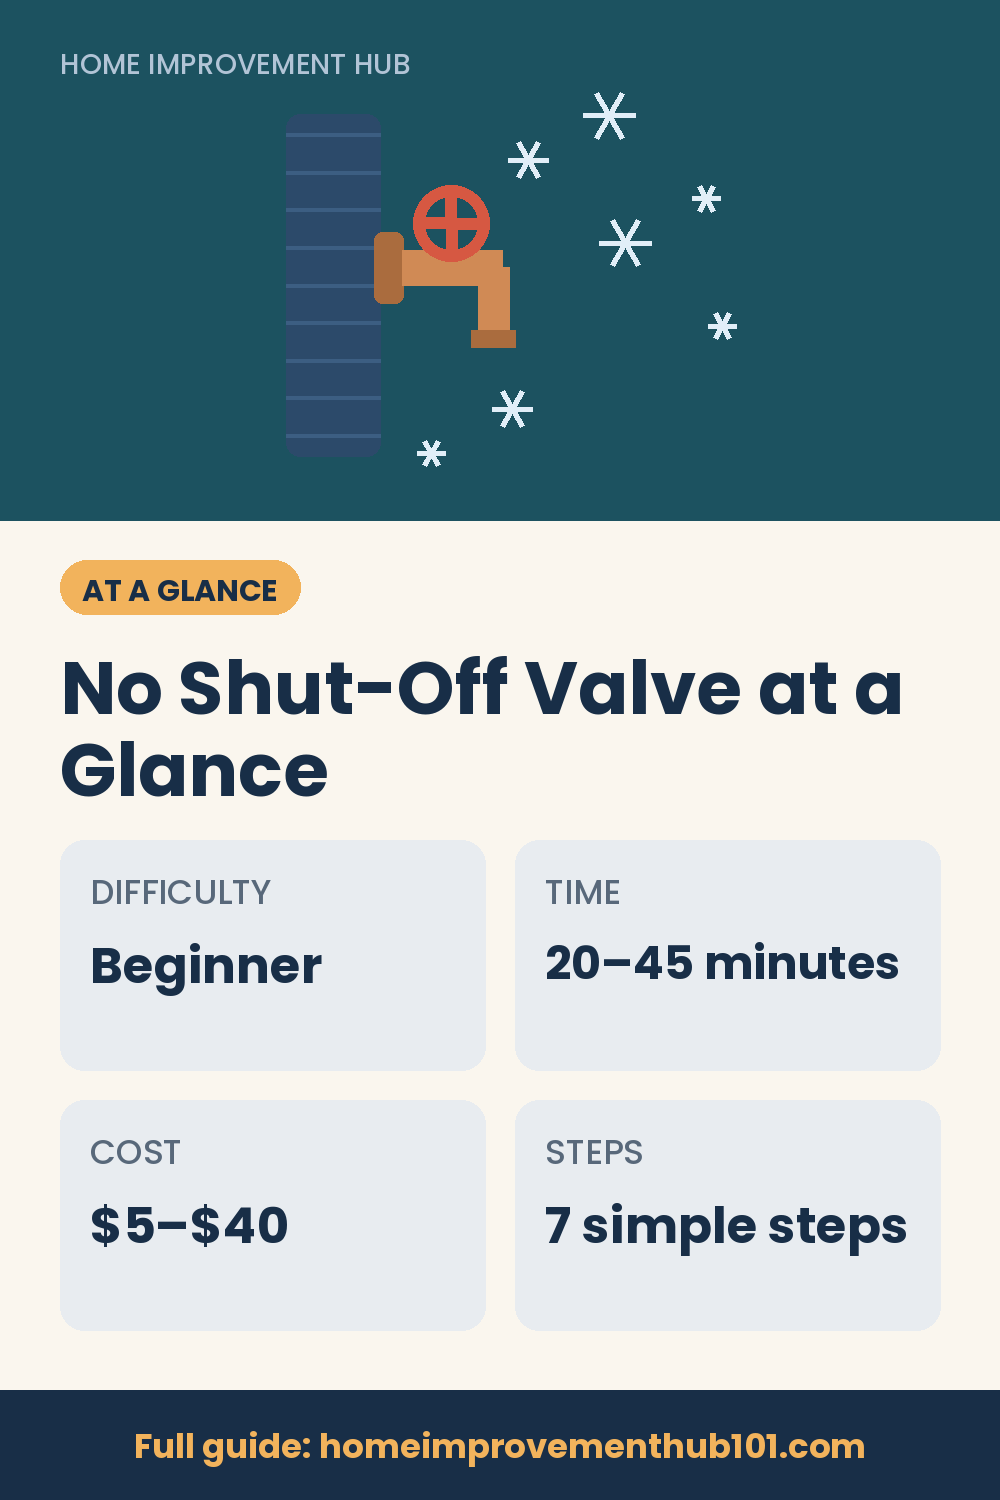 HOME IMPROVEMENT HUB
AT A GLANCE
No Shut-Off Valve at a
Glance
DIFFICULTY
Beginner
TIME
20–45 minutes
COST
$5–$40
STEPS
7 simple steps
Full guide: homeimprovementhub101.com